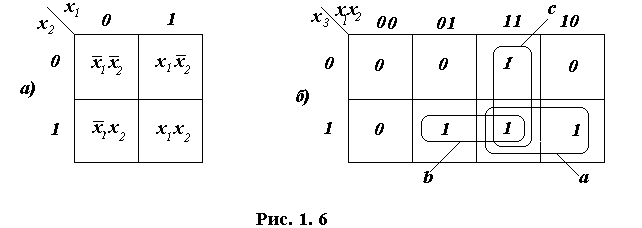 x₁ 0 1
x₂
0 x̅₁x̅₂ x₁x̅₂
а)
1 x̅₁x₂ x₁x₂
x₁x₂ 00 01 11 10 c
x₃
0 0 0 1 0
б)
1 0 1 1 1
b a
Рис. 1. 6